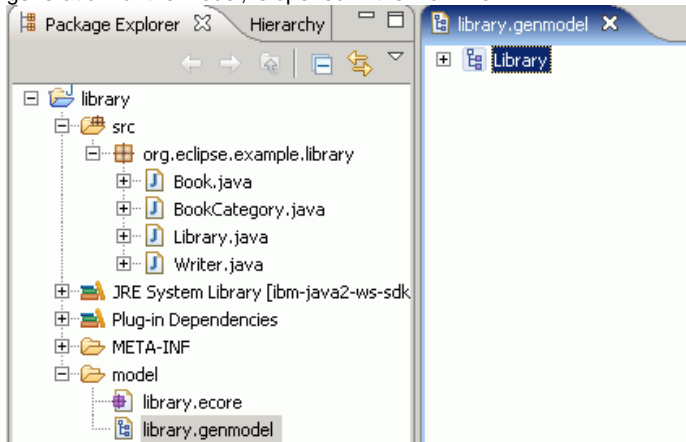 Package Explorer Hierarchy
library.genmodel
Library
library
src
org.eclipse.example.library
Book.java
BookCategory.java
Library.java
Writer.java
JRE System Library [ibm-java2-ws-sdk
Plug-in Dependencies
META-INF
model
library.ecore
library.genmodel